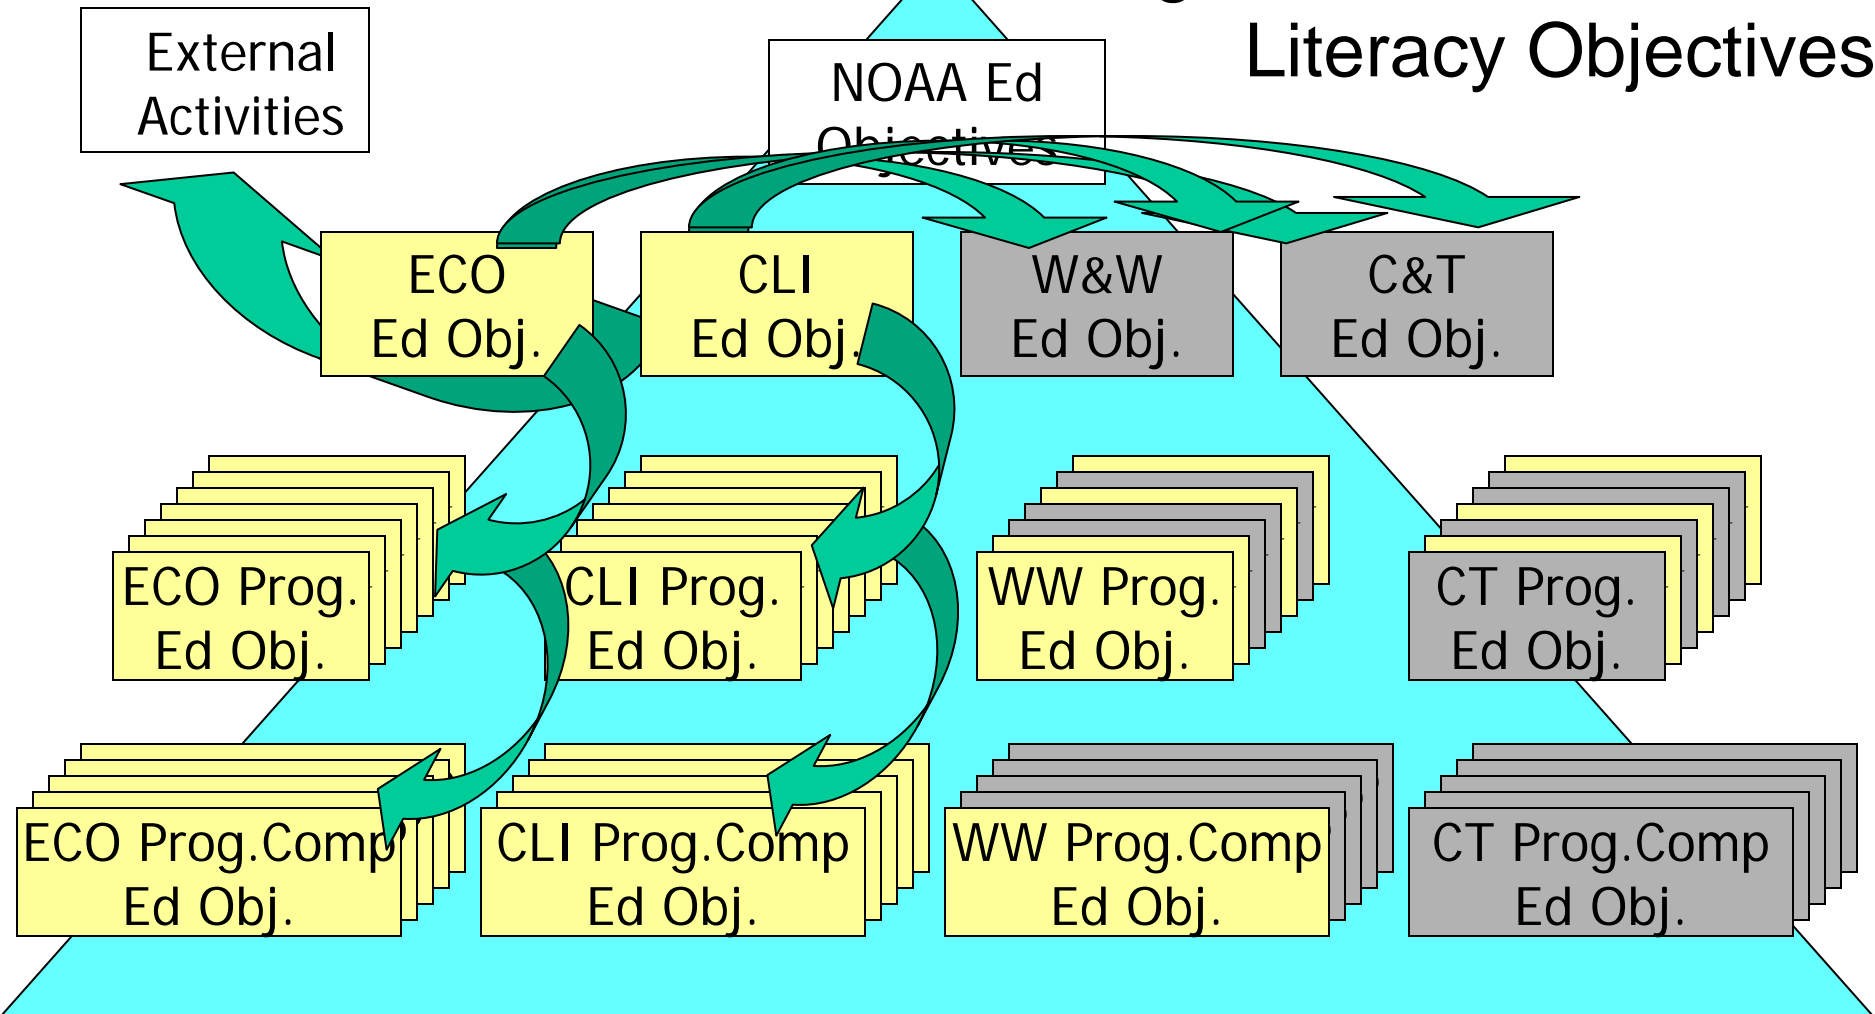 Literacy Objectives
External
Activities
NOAA Ed
Objectives
ECO
Ed Obj.
CLI
Ed Obj.
W&W
Ed Obj.
C&T
Ed Obj.
ECO Prog.
Ed Obj.
CLI Prog.
Ed Obj.
WW Prog.
Ed Obj.
CT Prog.
Ed Obj.
ECO Prog.Comp
Ed Obj.
CLI Prog.Comp
Ed Obj.
WW Prog.Comp
Ed Obj.
CT Prog.Comp
Ed Obj.